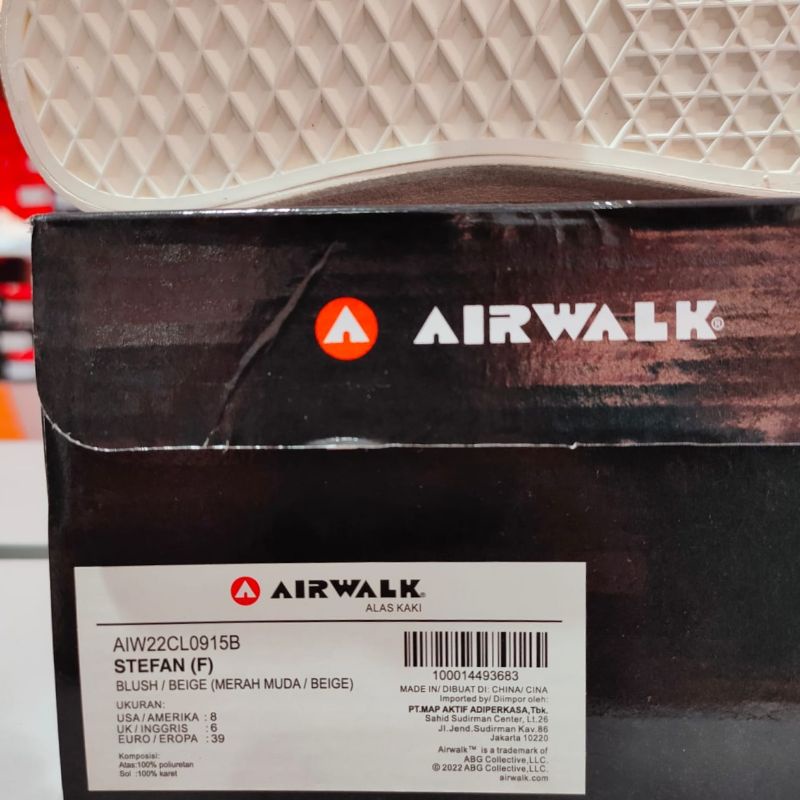 AIRWALK®
AIRWALK®
ALAS KAKI
AIW22CL0915B
STEFAN (F)
BLUSH / BEIGE (MERAH MUDA / BEIGE)
UKURAN:
USA / AMERIKA : 8
UK / INGGRIS : 6
EURO / EROPA : 39
Komposisi:
Atas:100% poliuretan
Sol :100% karet
100014493683
MADE IN/ DIBUAT DI: CHINA/ CINA
Imported by/ Diimpor oleh:
PT.MAP AKTIF ADIPERKASA,Tbk.
Sahid Sudirman Center, Lt.26
Jl.Jend.Sudirman Kav.86
Jakarta 10220
Airwalk™ is a trademark of
ABG Collective,LLC.
© 2022 ABG Collective,LLC.
airwalk.com